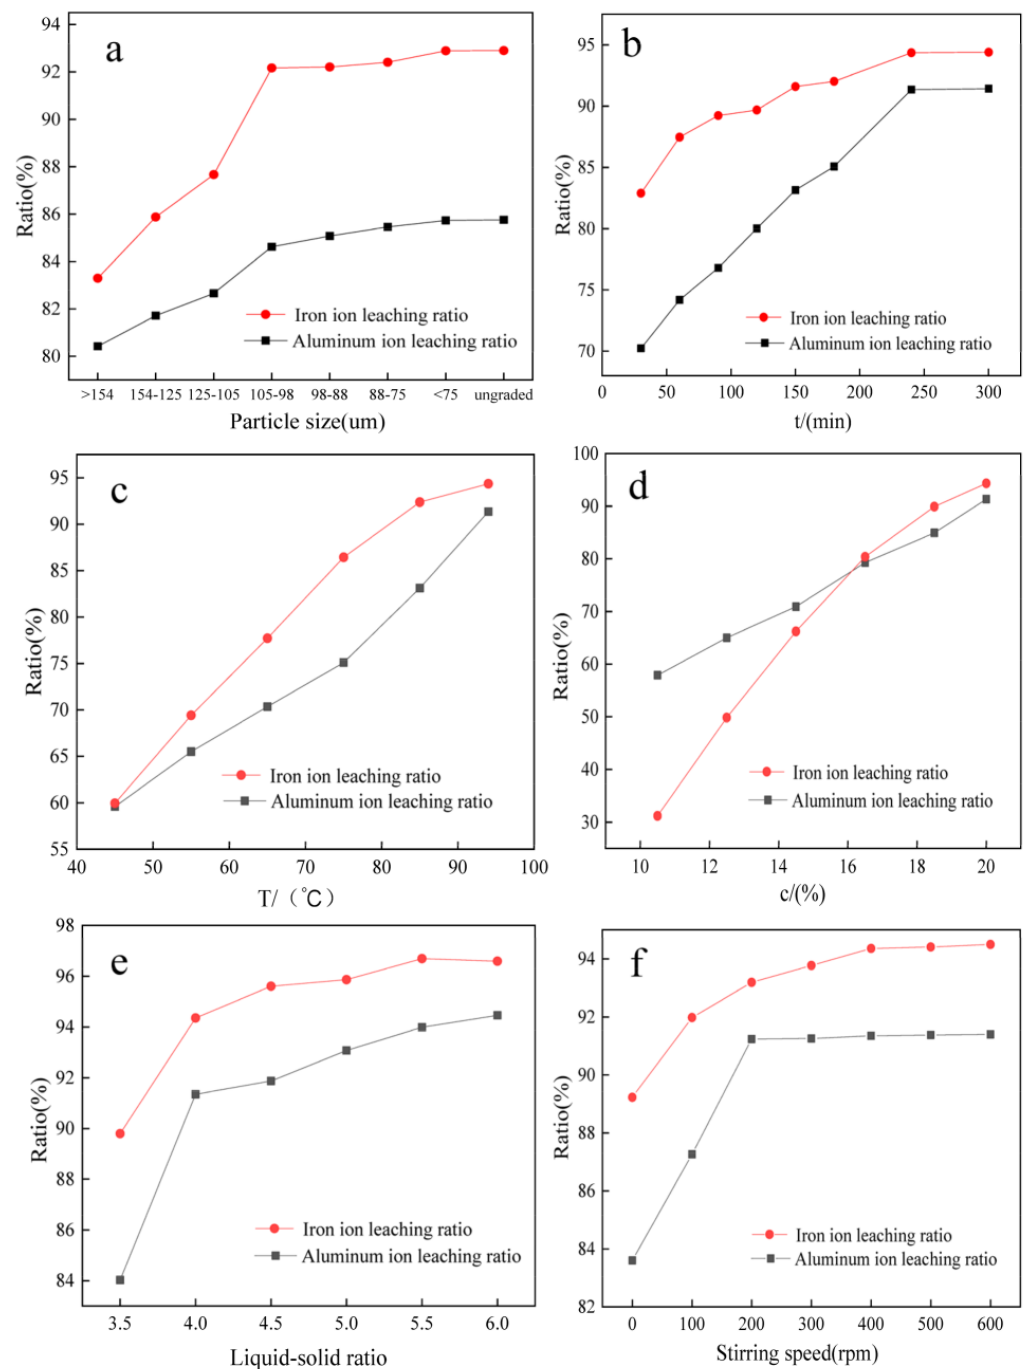 a
94
92
90
88
86
84
82
80
Ratio(%)
Iron ion leaching ratio
Aluminum ion leaching ratio
>154 154-125 125-105 105-98 98-88 88-75 <75 ungraded
Particle size(um)
b
95
90
85
80
75
70
Ratio(%)
Iron ion leaching ratio
Aluminum ion leaching ratio
0 50 100 150 200 250 300
t/(min)
c
95
90
85
80
75
70
65
60
55
Ratio(%)
Iron ion leaching ratio
Aluminum ion leaching ratio
40 50 60 70 80 90 100
T/（℃）
d
100
90
80
70
60
50
40
30
Ratio(%)
Iron ion leaching ratio
Aluminum ion leaching ratio
10 12 14 16 18 20
c/(%)
e
98
96
94
92
90
88
86
84
Ratio(%)
Iron ion leaching ratio
Aluminum ion leaching ratio
3.5 4.0 4.5 5.0 5.5 6.0
Liquid-solid ratio
f
94
92
90
88
86
84
82
Ratio(%)
Iron ion leaching ratio
Aluminum ion leaching ratio
0 100 200 300 400 500 600
Stirring speed(rpm)